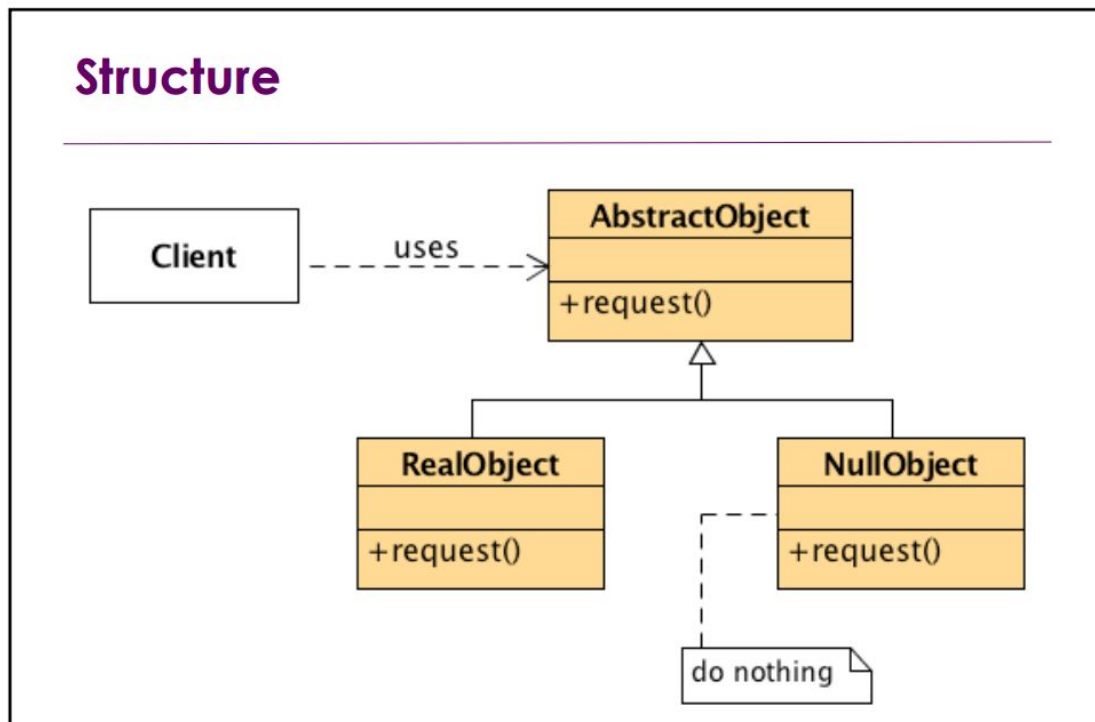 Structure
Client
uses
AbstractObject
+request()
RealObject
+request()
NullObject
+request()
do nothing